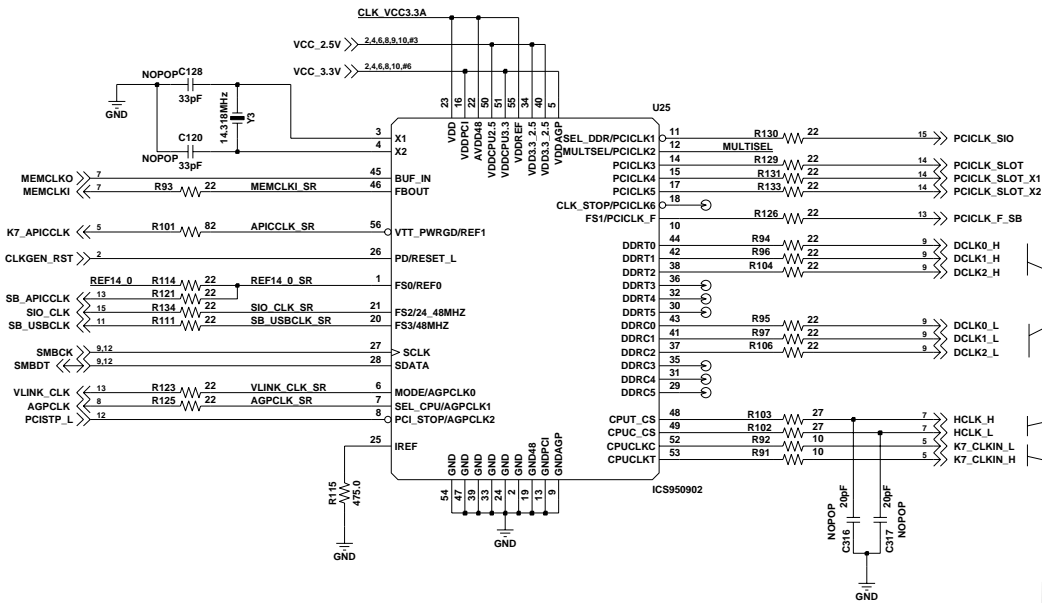 CLK_VCC3.3A
VCC_2.5V 2,4,6,8,9,10,#3
VCC_3.3V 2,4,6,8,10,#6
NOPOP C128
33pF
GND
14.318MHz
Y3
C120
NOPOP
33pF
23 16 22 50 51 55 34 40 5
U25
VDD
VDDPCI
AVDD48
VDDCPU2.5
VDDCPU3.3
VDDREF
VDD3.3_2.5
VDD3.3_2.5
VDDAGP
3 X1
4 X2
MEMCLKO 7 45 BUF_IN
MEMCLKI 7 R93 22 MEMCLKI_SR 46 FBOUT
K7_APICCLK 5 R101 82 APICCLK_SR 56 VTT_PWRGD/REF1
CLKGEN_RST 2 26 PD/RESET_L
REF14_0 R114 22 REF14_0_SR 1 FS0/REF0
SB_APICCLK 13 R121 22
SIO_CLK 15 R134 22 SIO_CLK_SR 21 FS2/24_48MHZ
SB_USBCLK 11 R111 22 SB_USBCLK_SR 20 FS3/48MHZ
SMBCK 9,12 27 SCLK
SMBDT 9,12 28 SDATA
VLINK_CLK 13 R123 22 VLINK_CLK_SR 6 MODE/AGPCLK0
AGPCLK 8 R125 22 AGPCLK_SR 7 SEL_CPU/AGPCLK1
PCISTP_L 12 8 PCI_STOP/AGPCLK2
25 IREF
R115
475.0
GND
SEL_DDR/PCICLK1 11 R130 22 15 PCICLK_SIO
MULTSEL/PCICLK2 12 MULTISEL
PCICLK3 14 R129 22 14 PCICLK_SLOT
PCICLK4 15 R131 22 14 PCICLK_SLOT_X1
PCICLK5 17 R133 22 14 PCICLK_SLOT_X2
CLK_STOP/PCICLK6 18
FS1/PCICLK_F 10 R126 22 13 PCICLK_F_SB
DDRT0 44 R94 22 9 DCLK0_H
DDRT1 42 R96 22 9 DCLK1_H
DDRT2 38 R104 22 9 DCLK2_H
DDRT3 36
DDRT4 32
DDRT5 30
DDRC0 43 R95 22 9 DCLK0_L
DDRC1 41 R97 22 9 DCLK1_L
DDRC2 37 R106 22 9 DCLK2_L
DDRC3 35
DDRC4 31
DDRC5 29
CPUT_CS 48 R103 27 7 HCLK_H
CPUC_CS 49 R102 27 7 HCLK_L
CPUCLKC 52 R92 10 5 K7_CLKIN_L
CPUCLKT 53 R91 10 5 K7_CLKIN_H
GND
GND
GND
GND
GND
GND
GND48
GNDPCI
GNDAGP
54 47 39 33 24 2 19 13 9
ICS950902
GND
20pF
NOPOP
C316
20pF
NOPOP
C317
GND